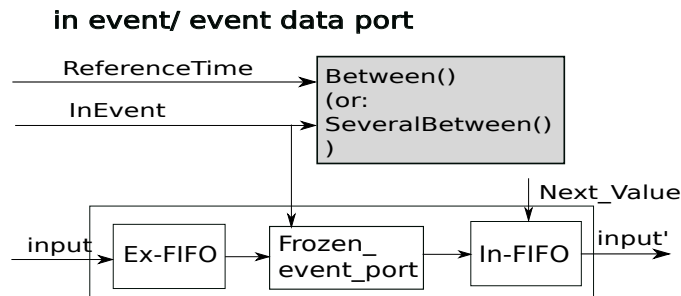 in event/ event data port
ReferenceTime
InEvent
Between()
(or:
SeveralBetween()
)
Next_Value
input
Ex-FIFO
Frozen_
event_port
In-FIFO
input'